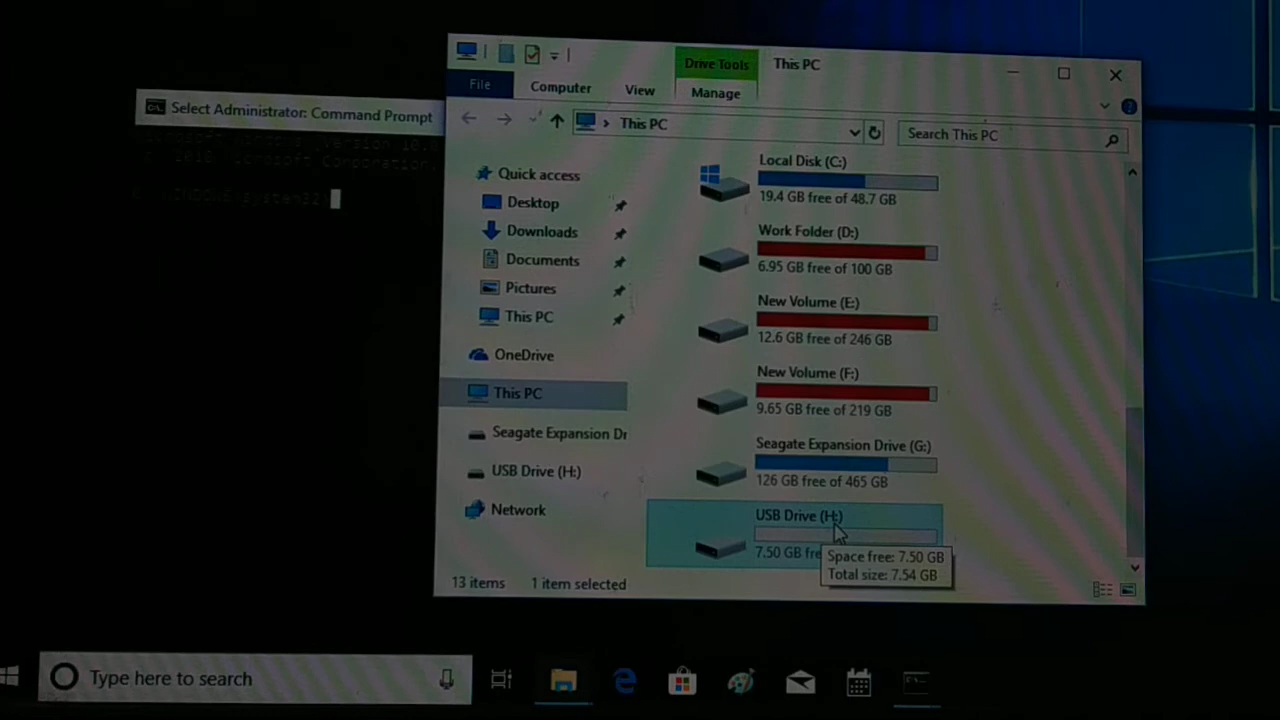 Drive Tools
This PC
File
Computer
View
Manage
Select Administrator: Command Prompt
This PC
Search This PC
Quick access
Desktop
Downloads
Documents
Pictures
This PC
OneDrive
This PC
Seagate Expansion Dr
USB Drive (H:)
Network
Local Disk (C:)
19.4 GB free of 48.7 GB
Work Folder (D:)
6.95 GB free of 100 GB
New Volume (E:)
12.6 GB free of 246 GB
New Volume (F:)
9.65 GB free of 219 GB
Seagate Expansion Drive (G:)
126 GB free of 465 GB
USB Drive (H:)
7.50 GB fre
Space free: 7.50 GB
Total size: 7.54 GB
13 items
1 item selected
Type here to search